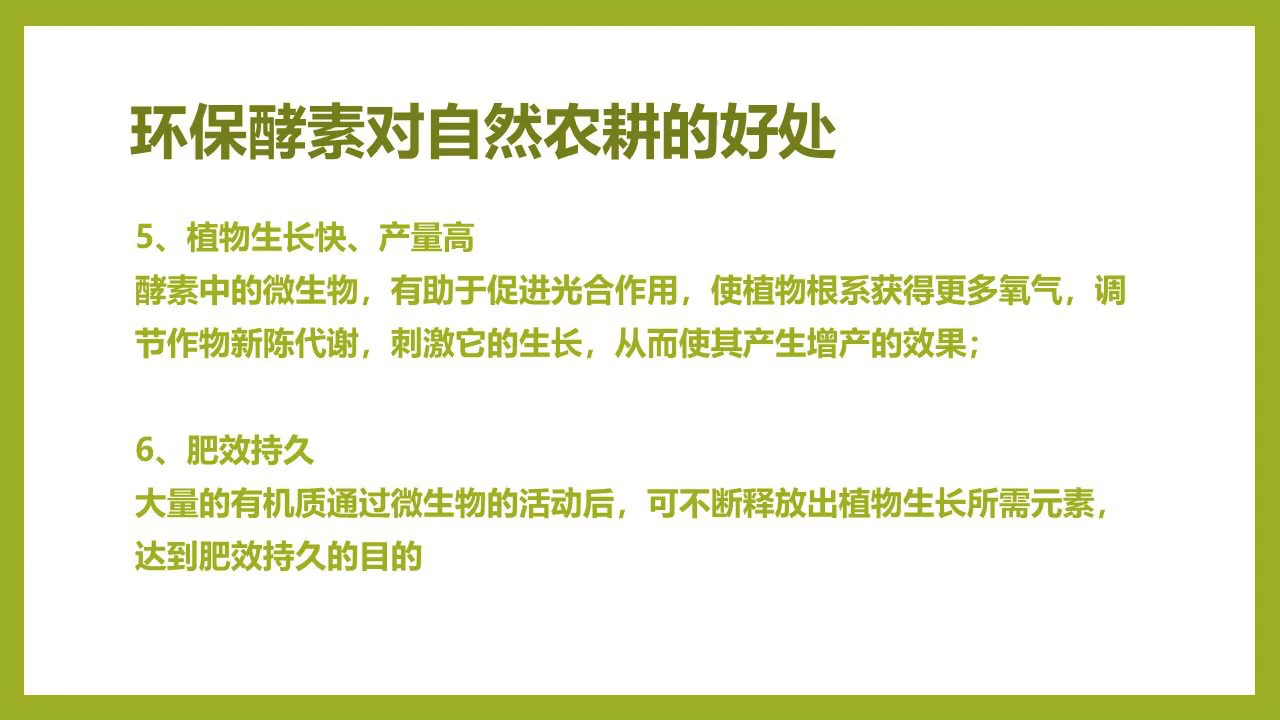 环保酵素对自然农耕的好处
5、植物生长快、产量高
酵素中的微生物，有助于促进光合作用，使植物根系获得更多氧气，调
节作物新陈代谢，刺激它的生长，从而使其产生增产的效果；
6、肥效持久
大量的有机质通过微生物的活动后，可不断释放出植物生长所需元素，
达到肥效持久的目的